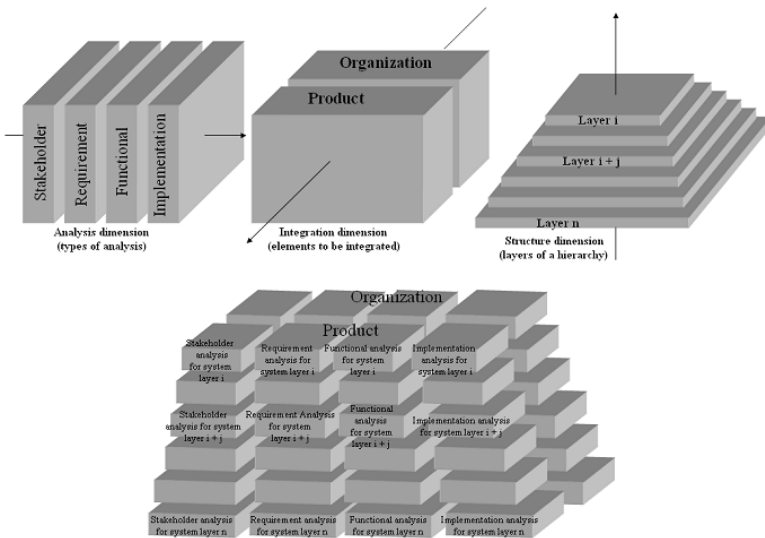 Stakeholder
Requirement
Functional
Implementation
Analysis dimension
(types of analysis)
Organization
Product
Integration dimension
(elements to be integrated)
Layer i
Layer i + j
Layer n
Structure dimension
(layers of a hierarchy)
Organization
Product
Stakeholder
analysis
for system
layer i
Requirement
analysis for
system layer i
Functional analysis
for system
layer i
Implementation
analysis for
system layer i
Stakeholder
analysis for system
layer i + j
Requirement Analysis
for system
layer i + j
Functional
analysis
for system
layer i + j
Implementation analysis
for system layer i + j
Stakeholder analysis
for system layer n
Requirement analysis
for system layer n
Functional analysis
for system layer n
Implementation analysis
for system layer n